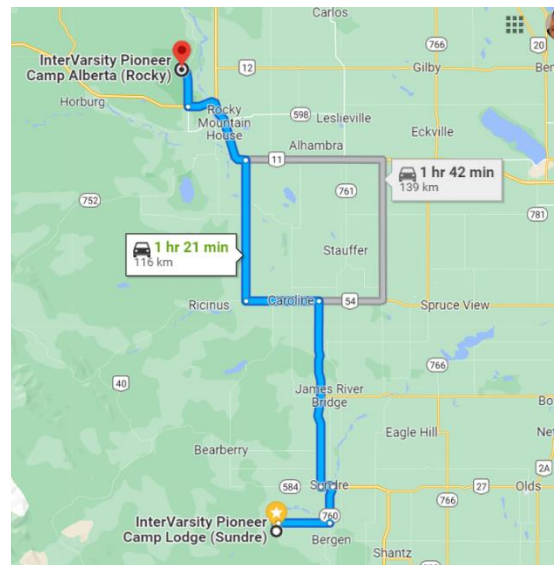 Carlos
766
20
InterVarsity Pioneer
Camp Alberta (Rocky)
12
Gilby
Horburg
Rocky
Mountain
House
598
Leslieville
Eckville
Alhambra
11
1 hr 42 min
139 km
752
761
781
Stauffer
1 hr 21 min
116 km
Ricinus
Caroline
54
Spruce View
40
James River
Bridge
Eagle Hill
Bearberry
766
2A
584
Sundre
27
Olds
InterVarsity Pioneer
Camp Lodge (Sundre)
760
Bergen
766
Shantz